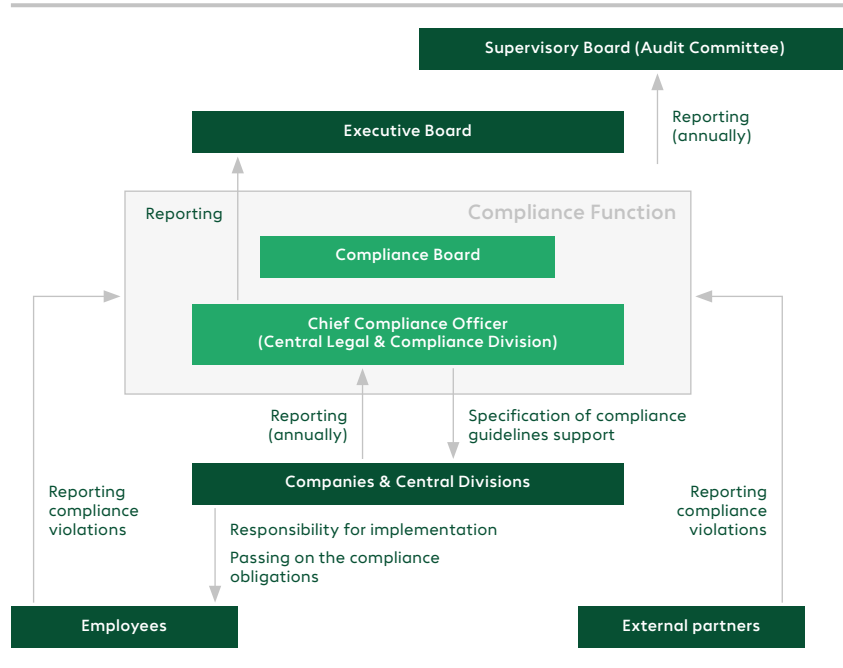 Supervisory Board (Audit Committee)
Reporting
(annually)
Executive Board
Reporting
Compliance Function
Compliance Board
Chief Compliance Officer
(Central Legal & Compliance Division)
Reporting
(annually)
Specification of compliance
guidelines support
Companies & Central Divisions
Reporting
compliance
violations
Responsibility for implementation
Passing on the compliance
obligations
Reporting
compliance
violations
Employees
External partners